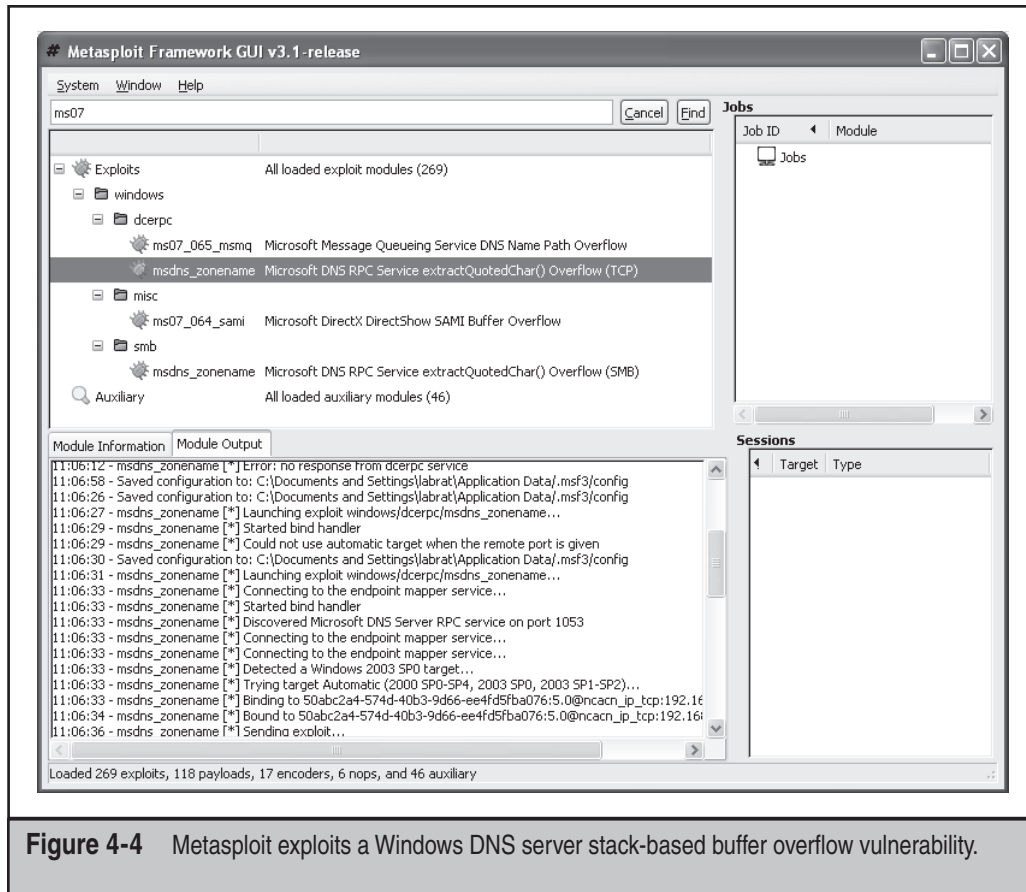 # Metasploit Framework GUI v3.1-release
System Window Help
ms07
Cancel Find
Exploits All loaded exploit modules (269)
windows
dcerpc
ms07_065_msmq Microsoft Message Queueing Service DNS Name Path Overflow
msdns_zonename Microsoft DNS RPC Service extractQuotedChar() Overflow (TCP)
misc
ms07_064_sami Microsoft DirectX DirectShow SAMI Buffer Overflow
smb
msdns_zonename Microsoft DNS RPC Service extractQuotedChar() Overflow (SMB)
Auxiliary All loaded auxiliary modules (46)
Jobs
Job ID Module
Jobs
Module Information Module Output
11:06:12 - msdns_zonename [*] Error: no response from dcerpc service
11:06:58 - Saved configuration to: C:\Documents and Settings\labrat\Application Data/.msf3/config
11:06:26 - Saved configuration to: C:\Documents and Settings\labrat\Application Data/.msf3/config
11:06:27 - msdns_zonename [*] Launching exploit windows/dcerpc/msdns_zonename...
11:06:29 - msdns_zonename [*] Started bind handler
11:06:29 - msdns_zonename [*] Could not use automatic target when the remote port is given
11:06:30 - Saved configuration to: C:\Documents and Settings\labrat\Application Data/.msf3/config
11:06:31 - msdns_zonename [*] Launching exploit windows/dcerpc/msdns_zonename...
11:06:33 - msdns_zonename [*] Connecting to the endpoint mapper service...
11:06:33 - msdns_zonename [*] Started bind handler
11:06:33 - msdns_zonename [*] Discovered Microsoft DNS Server RPC service on port 1053
11:06:33 - msdns_zonename [*] Connecting to the endpoint mapper service...
11:06:33 - msdns_zonename [*] Connecting to the endpoint mapper service...
11:06:33 - msdns_zonename [*] Detected a Windows 2003 SP0 target...
11:06:33 - msdns_zonename [*] Trying target Automatic (2000 SP0-SP4, 2003 SP0, 2003 SP1-SP2)...
11:06:33 - msdns_zonename [*] Binding to 50abc2a4-574d-40b3-9d66-ee4fd5fba076:5.0@ncacn_ip_tcp:192.16
11:06:34 - msdns_zonename [*] Bound to 50abc2a4-574d-40b3-9d66-ee4fd5fba076:5.0@ncacn_ip_tcp:192.168
11:06:36 - msdns_zonename [*] Sending exploit...
Sessions
Target Type
Loaded 269 exploits, 118 payloads, 17 encoders, 6 nops, and 46 auxiliary
Figure 4-4 Metasploit exploits a Windows DNS server stack-based buffer overflow vulnerability.